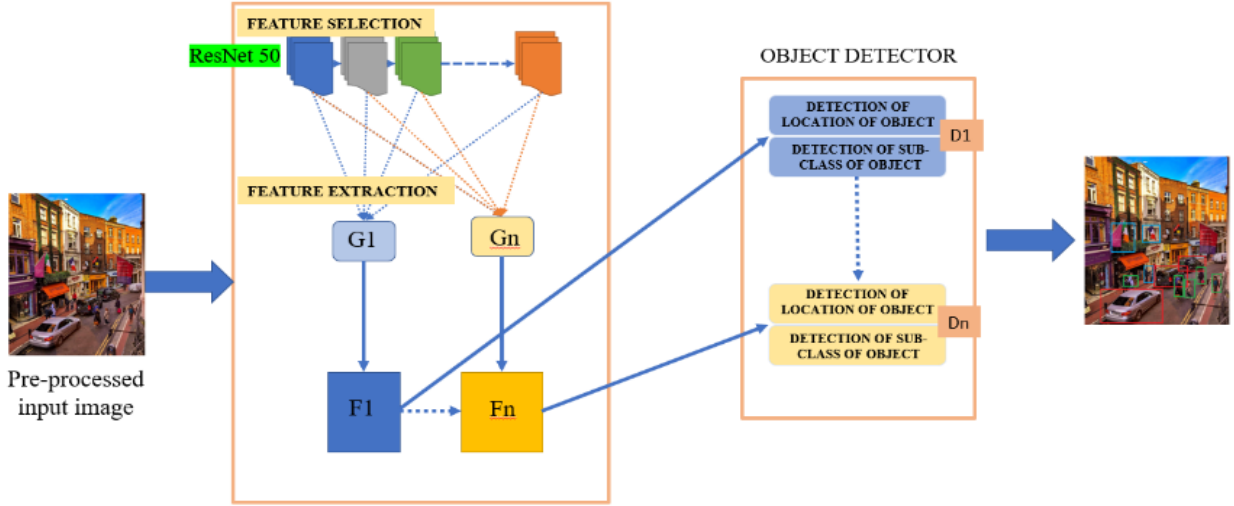 FEATURE SELECTION
ResNet 50
FEATURE EXTRACTION
G1
Gn
F1
Fn
Pre-processed
input image
OBJECT DETECTOR
DETECTION OF
LOCATION OF OBJECT
D1
DETECTION OF SUB-
CLASS OF OBJECT
DETECTION OF
LOCATION OF OBJECT
Dn
DETECTION OF SUB-
CLASS OF OBJECT